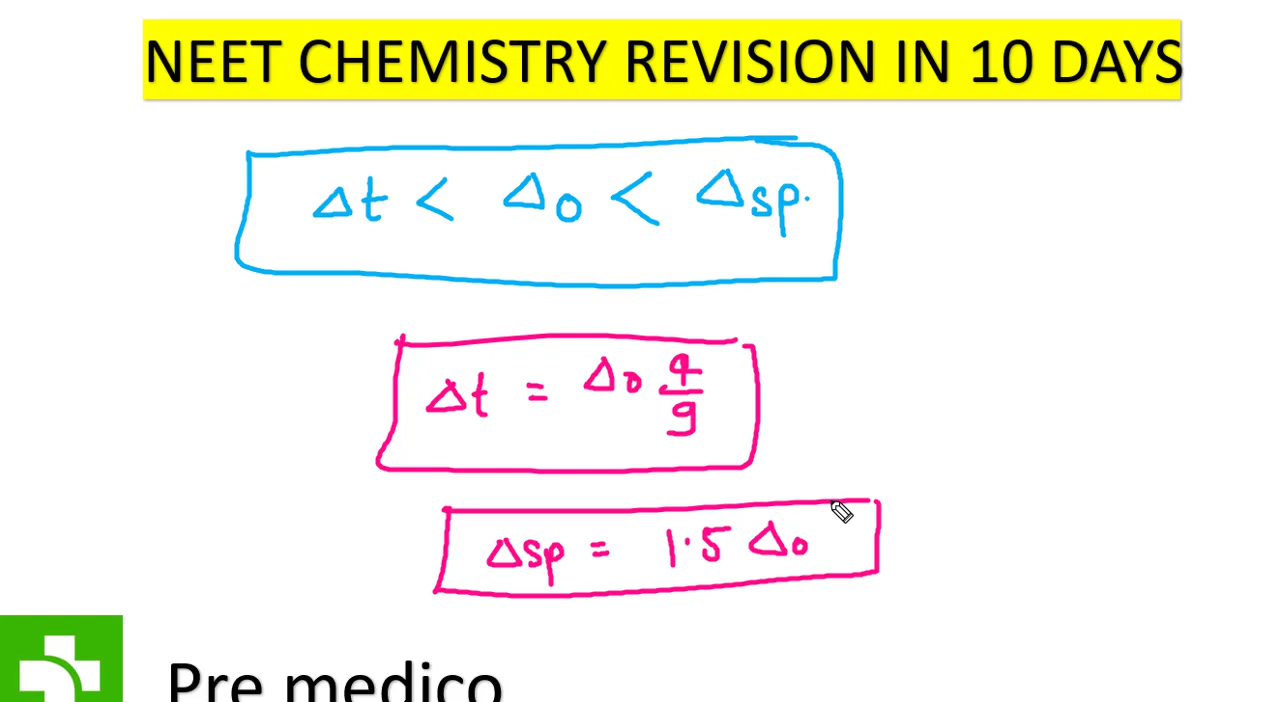 NEET CHEMISTRY REVISION IN 10 DAYS
Δt < Δo < Δsp.
Δt = Δo 4/9
Δsp = 1.5 Δo
Pre medico